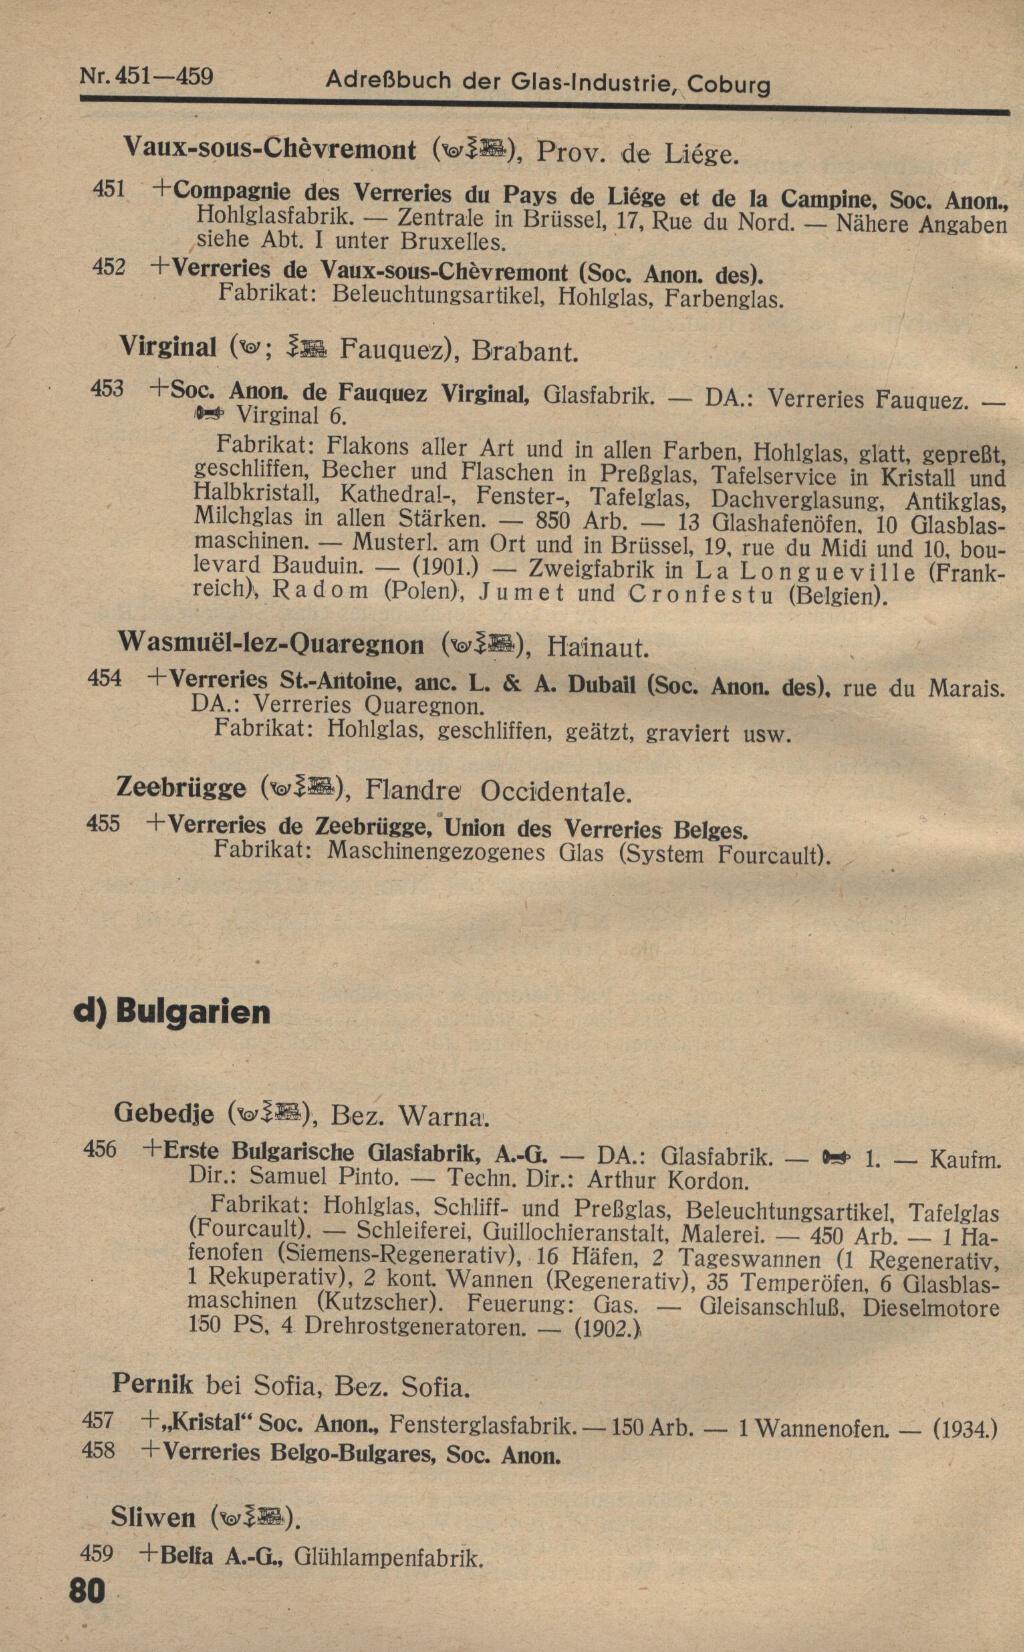 Nr. 451—459 Adreßbuch der Glas-Industrie, Coburg
Vaux-sous-Chèvremont (), Prov. de Liége.
451 +Compagnie des Verreries du Pays de Liége et de la Campine, Soc. Anon.,
Hohlglasfabrik. — Zentrale in Brüssel, 17, Rue du Nord. — Nähere Angaben
siehe Abt. I unter Bruxelles.
452 +Verreries de Vaux-sous-Chèvremont (Soc. Anon. des).
Fabrikat: Beleuchtungsartikel, Hohlglas, Farbenglas.
Virginal (; Fauquez), Brabant.
453 +Soc. Anon. de Fauquez Virginal, Glasfabrik. — DA.: Verreries Fauquez. —
Virginal 6.
Fabrikat: Flakons aller Art und in allen Farben, Hohlglas, glatt, gepreßt,
geschliffen, Becher und Flaschen in Preßglas, Tafelservice in Kristall und
Halbkristall, Kathedral-, Fenster-, Tafelglas, Dachverglasung, Antikglas,
Milchglas in allen Stärken. — 850 Arb. — 13 Glashafenöfen, 10 Glasblas-
maschinen. — Musterl. am Ort und in Brüssel, 19, rue du Midi und 10, bou-
levard Bauduin. — (1901.) — Zweigfabrik in La Longueville (Frank-
reich), Radom (Polen), Jumet und Cronfestu (Belgien).
Wasmuël-lez-Quaregnon (), Hainaut.
454 +Verreries St.-Antoine, anc. L. & A. Dubail (Soc. Anon. des), rue du Marais.
DA.: Verreries Quaregnon.
Fabrikat: Hohlglas, geschliffen, geätzt, graviert usw.
Zeebrügge (), Flandre Occidentale.
455 +Verreries de Zeebrügge, Union des Verreries Belges.
Fabrikat: Maschinengezogenes Glas (System Fourcault).
d) Bulgarien
Gebedje (), Bez. Warna.
456 +Erste Bulgarische Glasfabrik, A.-G. — DA.: Glasfabrik. — 1. — Kaufm.
Dir.: Samuel Pinto. — Techn. Dir.: Arthur Kordon.
Fabrikat: Hohlglas, Schliff- und Preßglas, Beleuchtungsartikel, Tafelglas
(Fourcault). — Schleiferei, Guillochieranstalt, Malerei. — 450 Arb. — 1 Ha-
fenofen (Siemens-Regenerativ), 16 Häfen, 2 Tageswannen (1 Regenerativ,
1 Rekuperativ), 2 kont. Wannen (Regenerativ), 35 Temperöfen, 6 Glasblas-
maschinen (Kutzscher). Feuerung: Gas. — Gleisanschluß, Dieselmotore
150 PS, 4 Drehrostgeneratoren. — (1902.)
Pernik bei Sofia, Bez. Sofia.
457 +„Kristal“ Soc. Anon., Fensterglasfabrik. — 150 Arb. — 1 Wannenofen. — (1934.)
458 +Verreries Belgo-Bulgares, Soc. Anon.
Sliwen ().
459 +Belfa A.-G., Glühlampenfabrik.
80